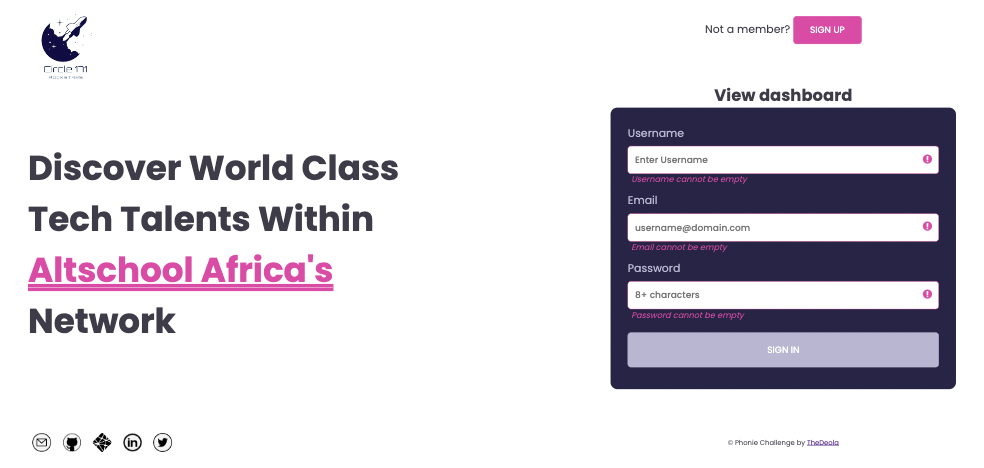 Circle 171
Not a member? SIGN UP
Discover World Class
Tech Talents Within
Altschool Africa's
Network
View dashboard
Username
Enter Username
Username cannot be empty
Email
username@domain.com
Email cannot be empty
Password
8+ characters
Password cannot be empty
SIGN IN
© Phonie Challenge by TheDeola